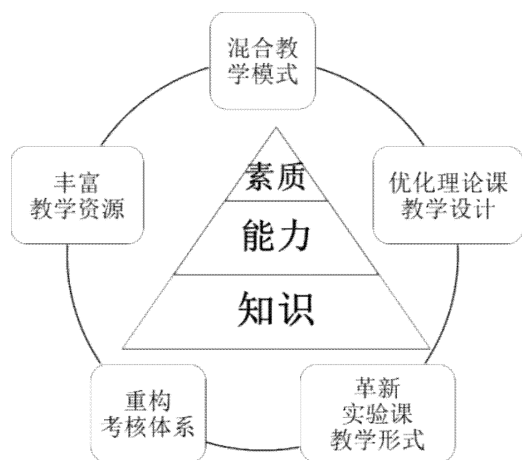 混合教
学模式
丰富
教学资源
素质
优化理论课
教学设计
能力
知识
重构
考核体系
革新
实验课
教学形式